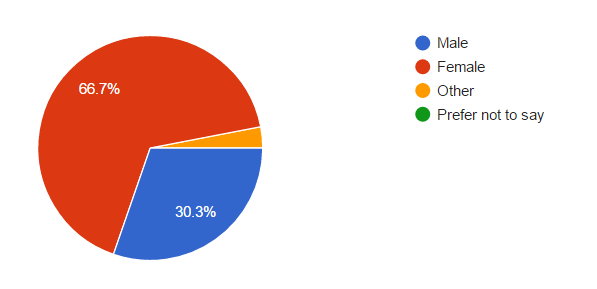 Male
66.7%
Female
Other
Prefer not to say
30.3%